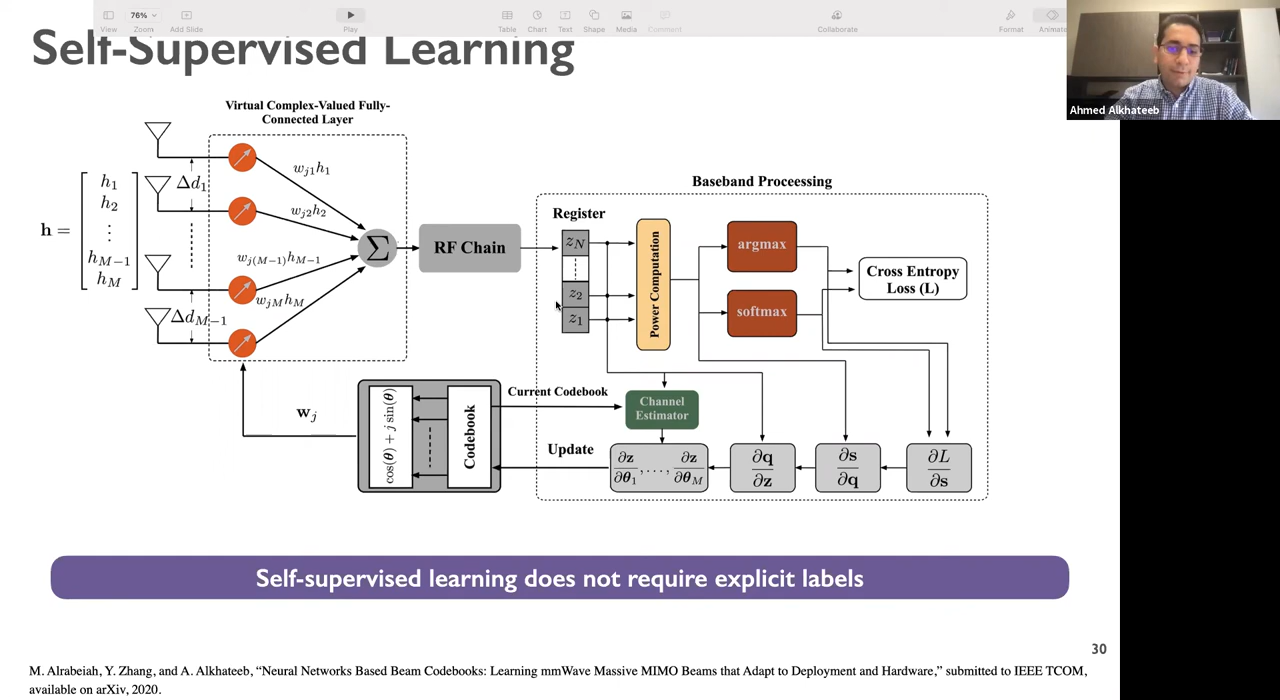 View
76%
Zoom
Add Slide
Play
Table
Chart
Text
Shape
Media
Comment
Collaborate
Format
Animate
Self-Supervised Learning
Ahmed Alkhateeb
Virtual Complex-Valued Fully-
Connected Layer
h = [h₁ h₂ ⋮ h_{M−1} h_M]
Δd₁
Δd_{M−1}
w_{j1}h₁
w_{j2}h₂
w_{j(M−1)}h_{M−1}
w_{jM}h_M
Σ
RF Chain
Baseband Proceessing
Register
z_N
z₂
z₁
Power Computation
argmax
softmax
Cross Entropy
Loss (L)
w_j
cos(θ) + j sin(θ)
Codebook
Current Codebook
Channel
Estimator
Update
∂z/∂θ₁, ..., ∂z/∂θ_M
∂q/∂z
∂s/∂q
∂L/∂s
Self-supervised learning does not require explicit labels
30
M. Alrabeiah, Y. Zhang, and A. Alkhateeb, “Neural Networks Based Beam Codebooks: Learning mmWave Massive MIMO Beams that Adapt to Deployment and Hardware,” submitted to IEEE TCOM,
available on arXiv, 2020.